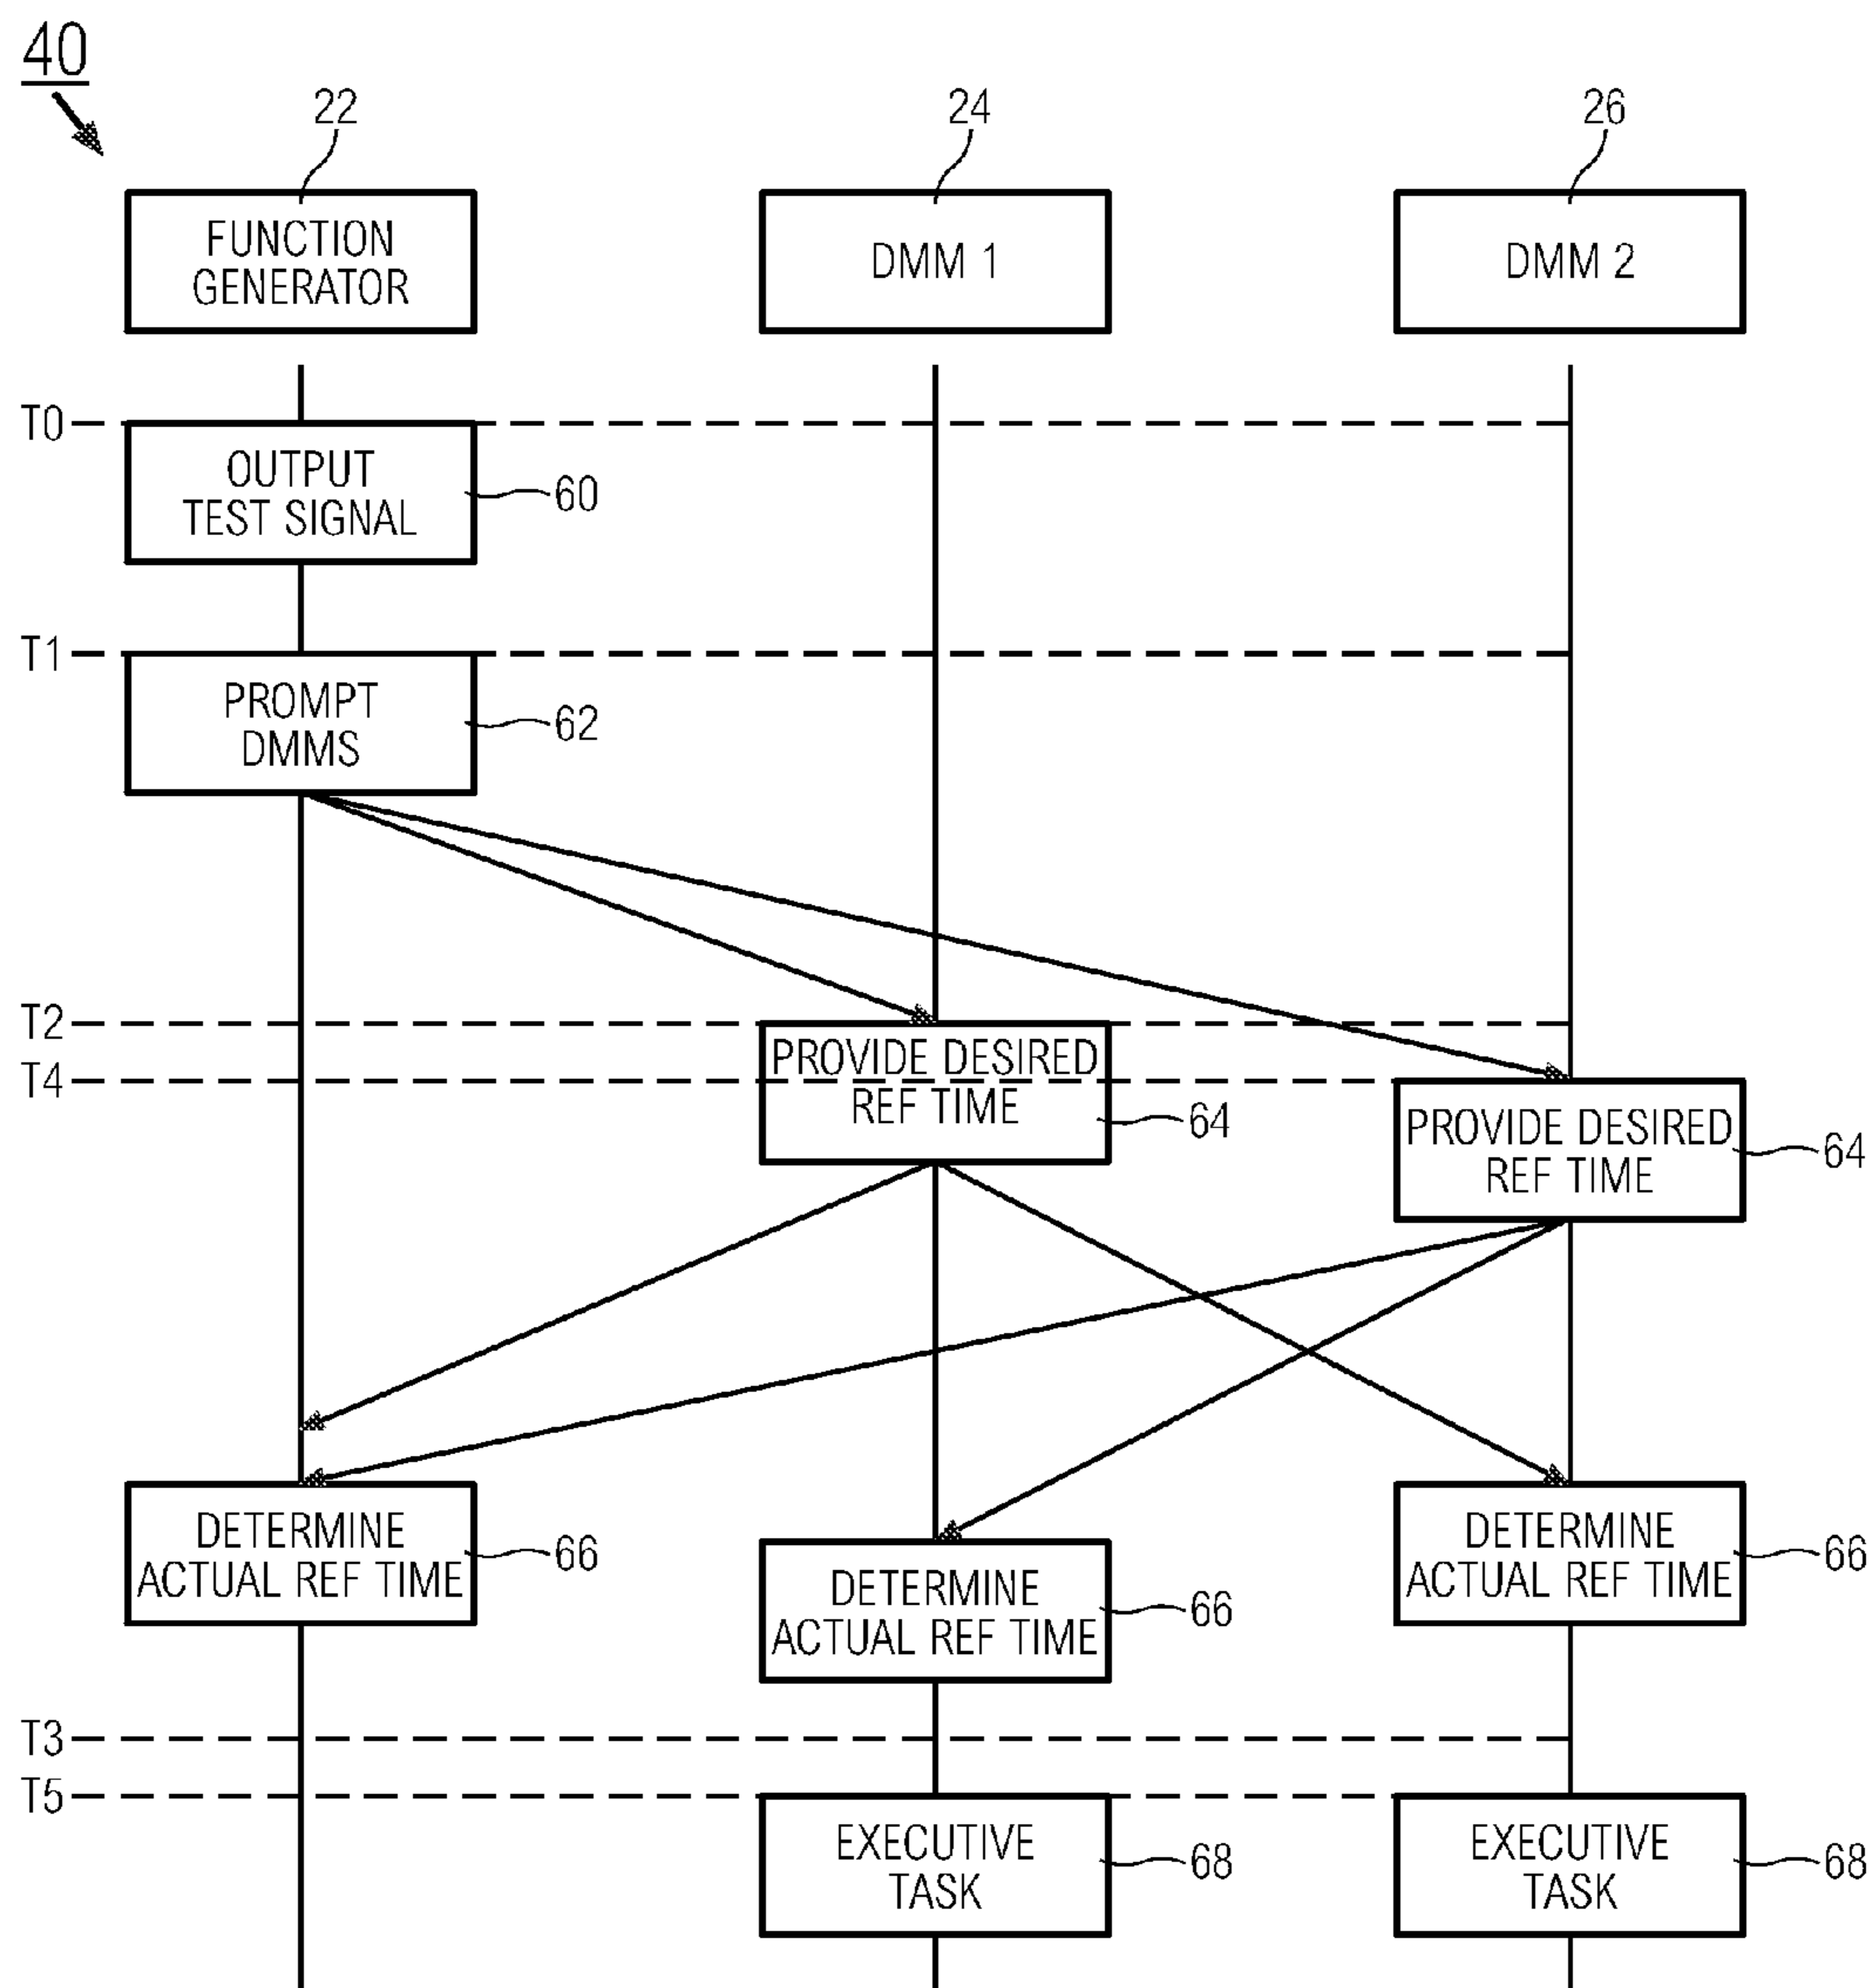 40
22
24
26
FUNCTION
GENERATOR
DMM 1
DMM 2
T0
OUTPUT
TEST SIGNAL
60
T1
PROMPT
DMMS
62
T2
PROVIDE DESIRED
REF TIME
64
T4
PROVIDE DESIRED
REF TIME
64
DETERMINE
ACTUAL REF TIME
66
DETERMINE
ACTUAL REF TIME
66
DETERMINE
ACTUAL REF TIME
66
T3
T5
EXECUTIVE
TASK
68
EXECUTIVE
TASK
68